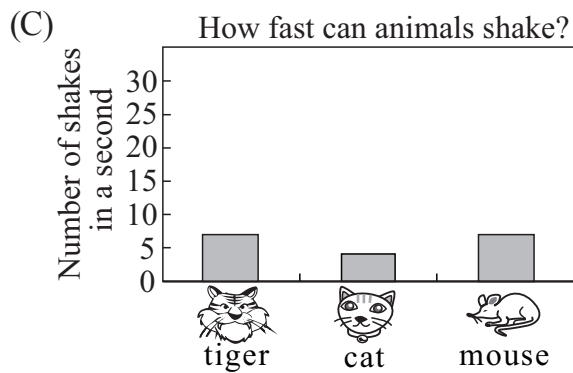 (C)
How fast can animals shake?
Number of shakes
in a second
30
25
20
15
10
5
0
tiger
cat
mouse